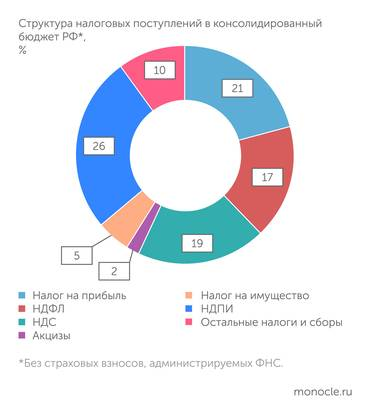 Структура налоговых поступлений в консолидированный
бюджет РФ*,
%
10
21
26
17
19
5
2
Налог на прибыль
НДФЛ
НДС
Акцизы
Налог на имущество
НДПИ
Остальные налоги и сборы
*Без страховых взносов, администрируемых ФНС.
monocle.ru